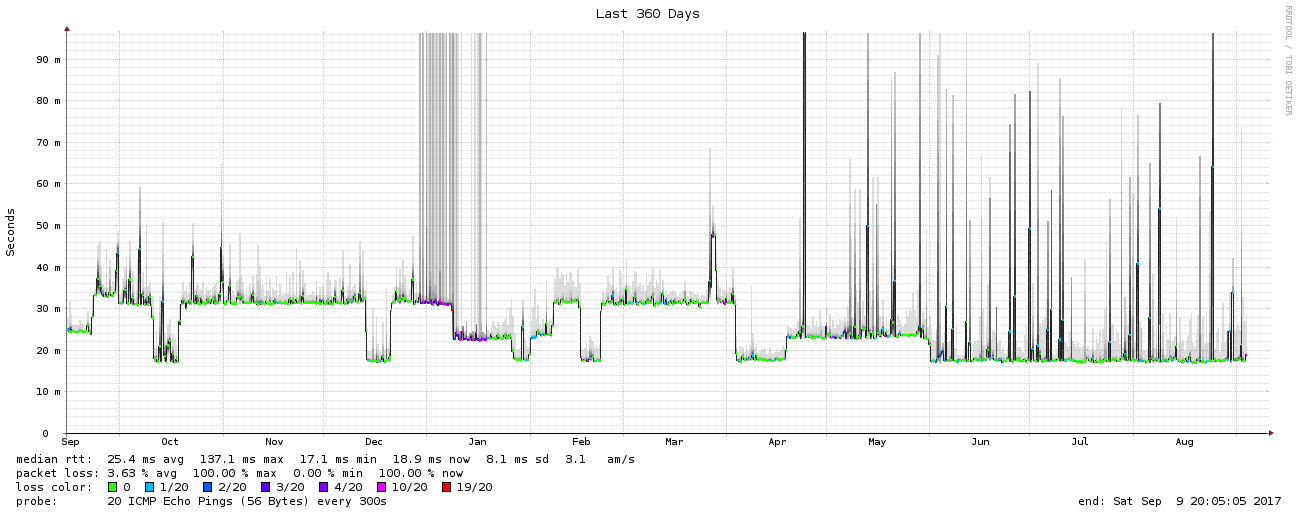 Last 360 Days
RRDTOOL / TOBI OETIKER
Seconds
90 m
80 m
70 m
60 m
50 m
40 m
30 m
20 m
10 m
0
Sep Oct Nov Dec Jan Feb Mar Apr May Jun Jul Aug
median rtt: 25.4 ms avg 137.1 ms max 17.1 ms min 18.9 ms now 8.1 ms sd 3.1 am/s
packet loss: 3.63 % avg 100.00 % max 0.00 % min 100.00 % now
loss color: 0 1/20 2/20 3/20 4/20 10/20 19/20
probe: 20 ICMP Echo Pings (56 Bytes) every 300s
end: Sat Sep 9 20:05:05 2017